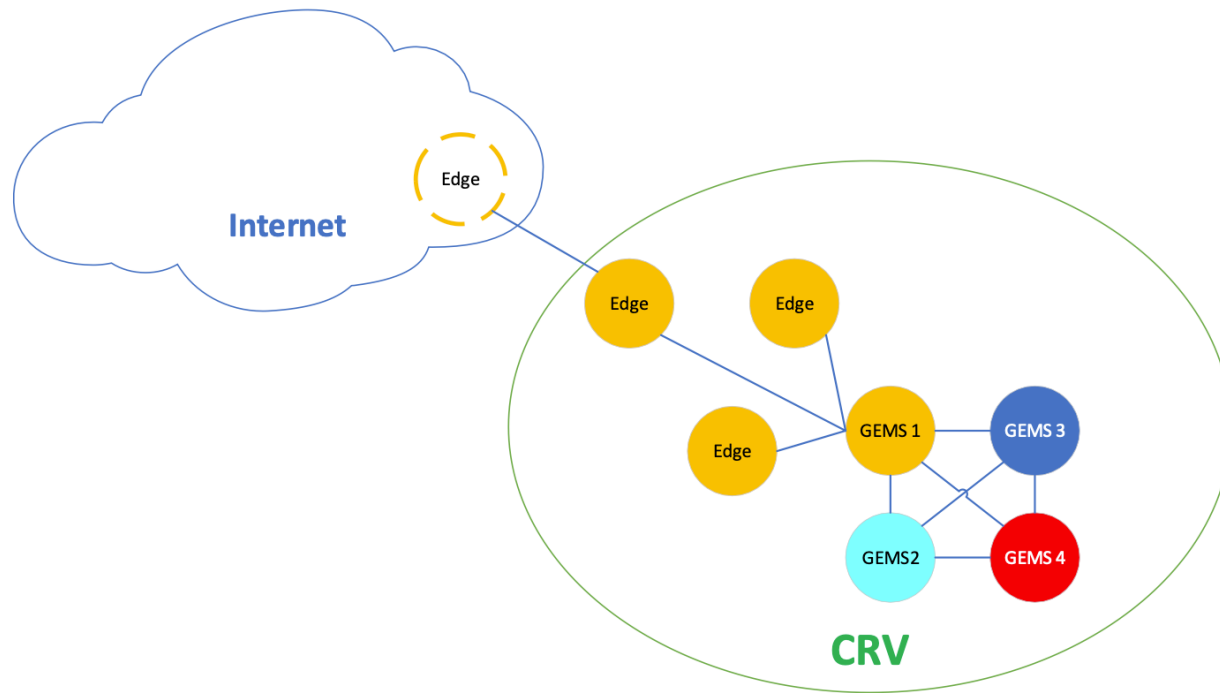 Edge
Internet
Edge
Edge
Edge
GEMS 1
GEMS 3
GEMS2
GEMS 4
CRV